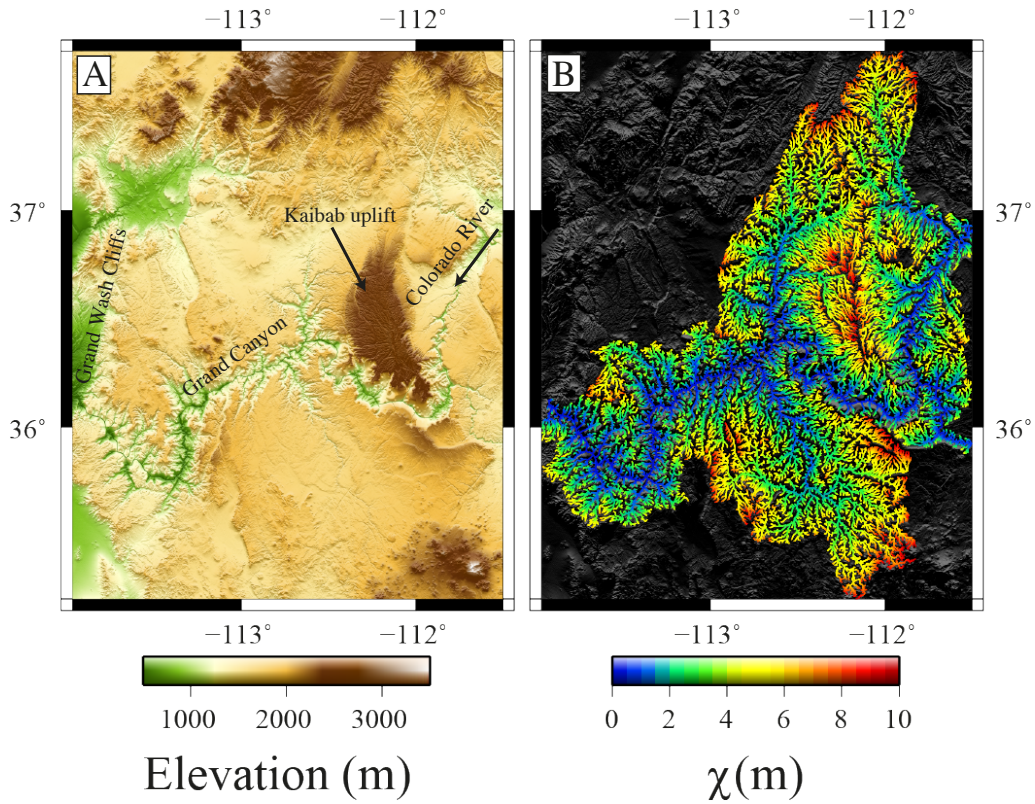 −113° −112° −113° −112°
A B
37° 37°
Kaibab uplift
Colorado River
Grand Wash Cliffs
Grand Canyon
36° 36°
−113° −112° −113° −112°
1000 2000 3000 0 2 4 6 8 10
Elevation (m) χ(m)